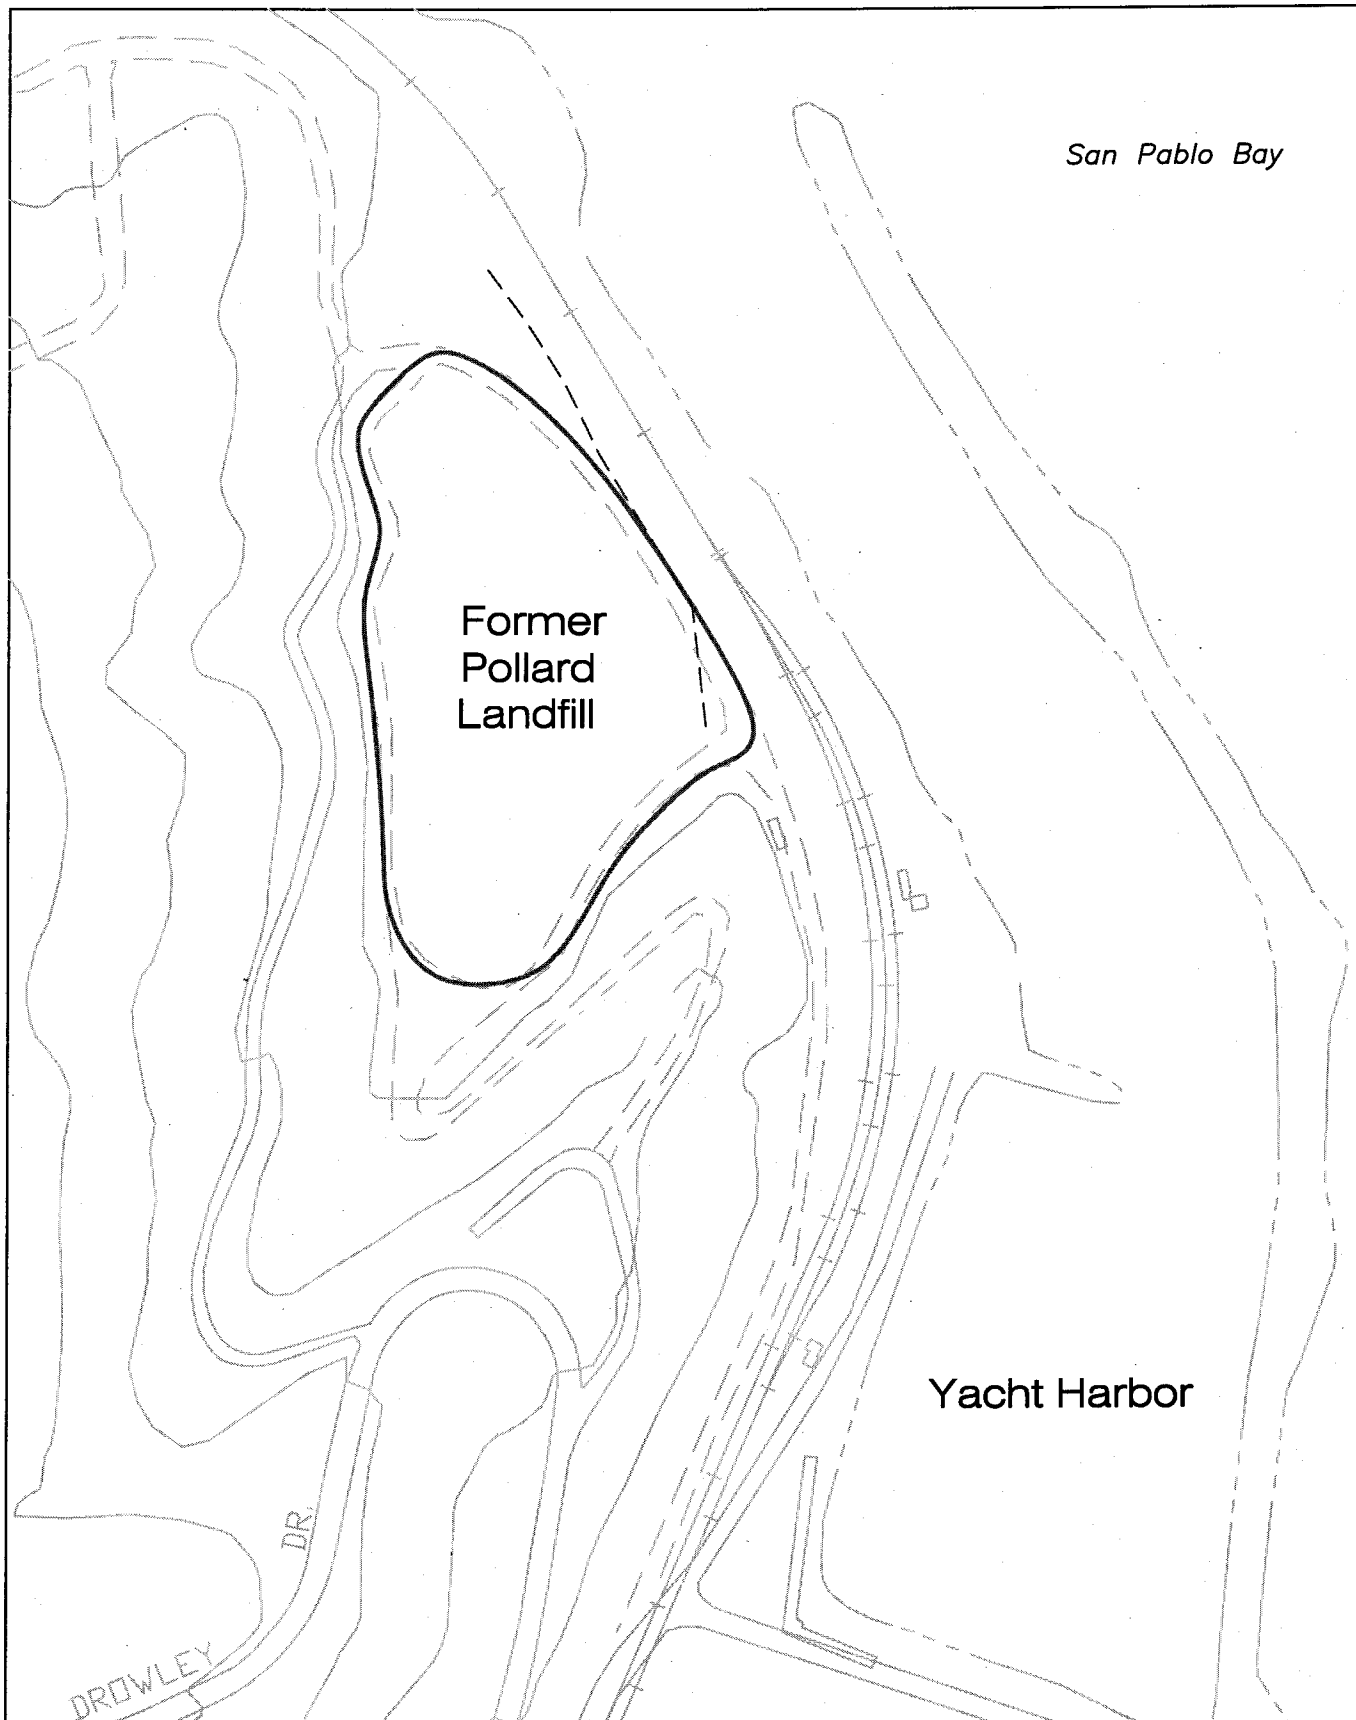 San Pablo Bay
Former
Pollard
Landfill
Yacht Harbor
DR.
DROWLEY